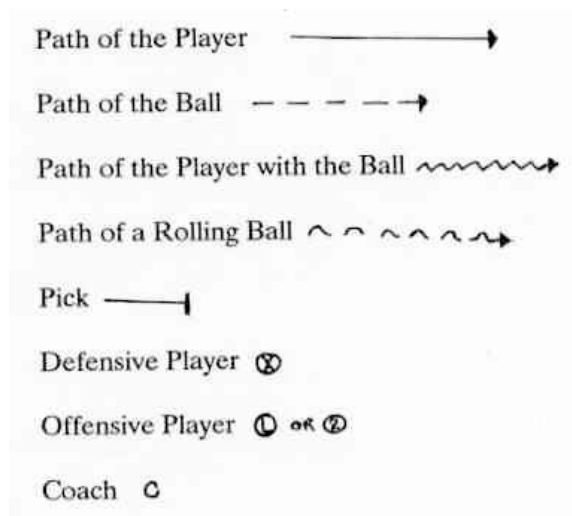 Path of the Player
Path of the Ball
Path of the Player with the Ball
Path of a Rolling Ball
Pick
Defensive Player X
Offensive Player 1 OR 2
Coach C